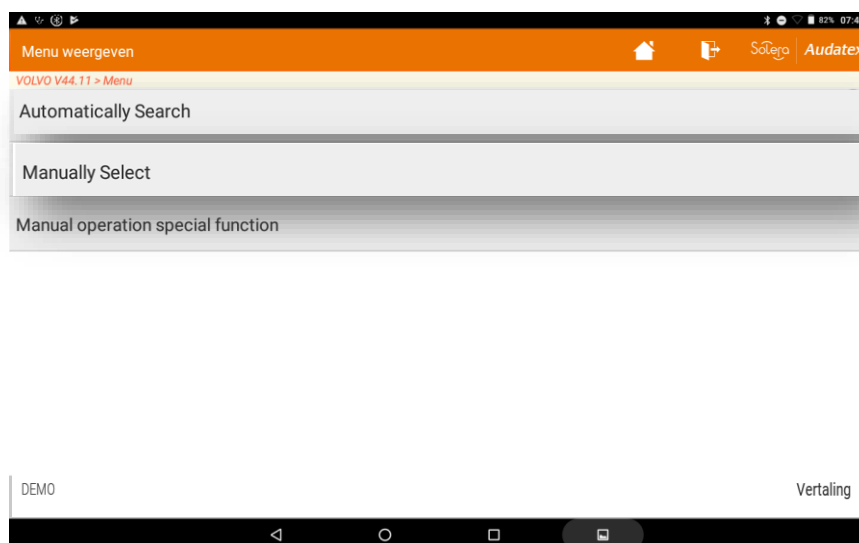 82% 07:4
Menu weergeven
Solera Audatex
VOLVO V44.11 > Menu
Automatically Search
Manually Select
Manual operation special function
DEMO
Vertaling